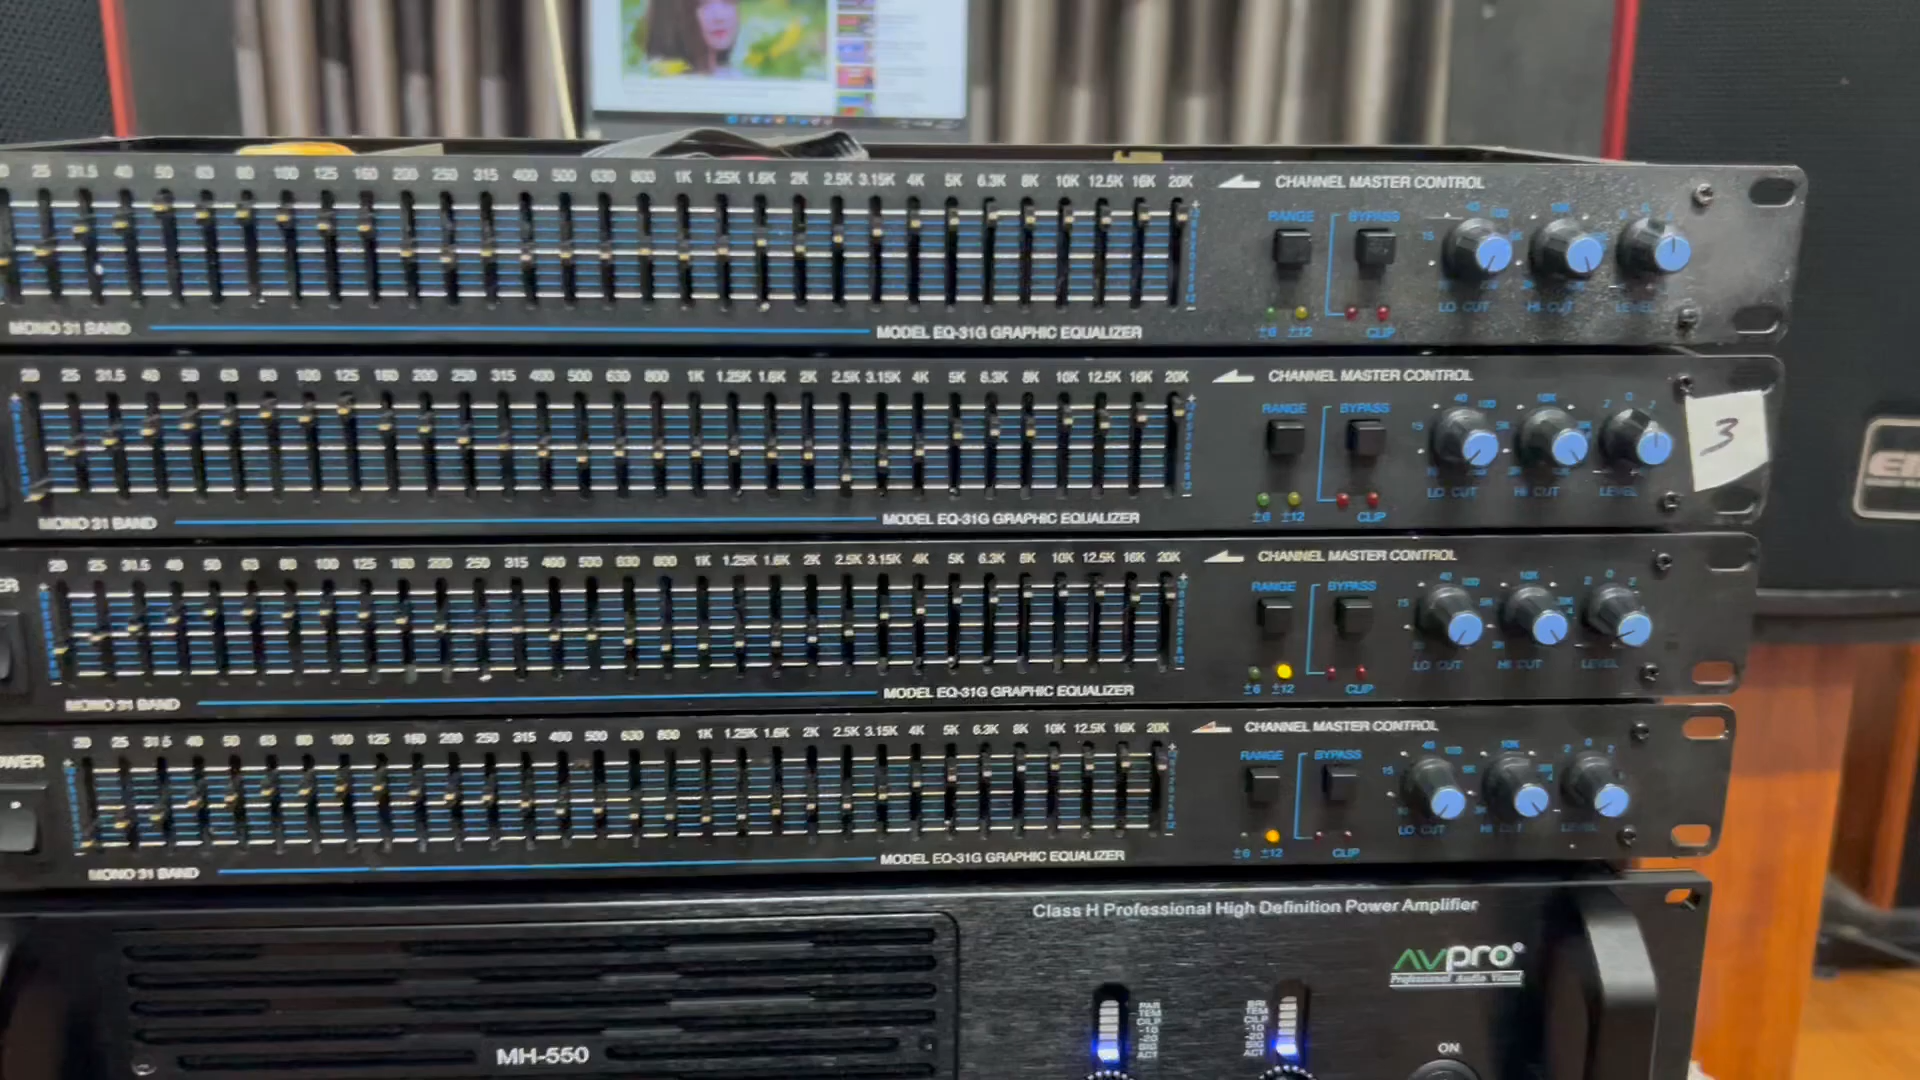 25 31.5 40 50 63 80 100 125 160 200 250 315 400 500 630 800 1K 1.25K 1.6K 2K 2.5K 3.15K 4K 5K 6.3K 8K 10K 12.5K 16K 20K CHANNEL MASTER CONTROL
RANGE BYPASS
±6 ±12 CLIP
LO CUT HI CUT LEVEL
MONO 31 BAND MODEL EQ-31G GRAPHIC EQUALIZER
20 25 31.5 40 50 63 80 100 125 160 200 250 315 400 500 630 800 1K 1.25K 1.6K 2K 2.5K 3.15K 4K 5K 6.3K 8K 10K 12.5K 16K 20K CHANNEL MASTER CONTROL
RANGE BYPASS
3
±6 ±12 CLIP
LO CUT HI CUT LEVEL
MONO 31 BAND MODEL EQ-31G GRAPHIC EQUALIZER
20 25 31.5 40 50 63 80 100 125 160 200 250 315 400 500 630 800 1K 1.25K 1.6K 2K 2.5K 3.15K 4K 5K 6.3K 8K 10K 12.5K 16K 20K CHANNEL MASTER CONTROL
RANGE BYPASS
±6 ±12 CLIP
LO CUT HI CUT LEVEL
MONO 31 BAND MODEL EQ-31G GRAPHIC EQUALIZER
20 25 31.5 40 50 63 80 100 125 160 200 250 315 400 500 630 800 1K 1.25K 1.6K 2K 2.5K 3.15K 4K 5K 6.3K 8K 10K 12.5K 16K 20K CHANNEL MASTER CONTROL
RANGE BYPASS
±6 ±12 CLIP
LO CUT HI CUT LEVEL
MONO 31 BAND MODEL EQ-31G GRAPHIC EQUALIZER
Class H Professional High Definition Power Amplifier
AVPRO®
Professional Audio Visual
MH-550
ON